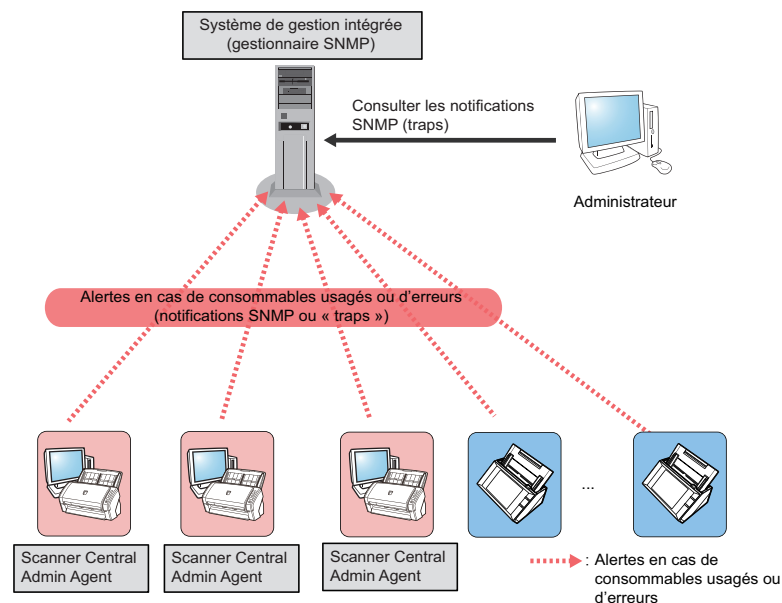 Système de gestion intégrée
(gestionnaire SNMP)
Consulter les notifications
SNMP (traps)
Administrateur
Alertes en cas de consommables usagés ou d'erreurs
(notifications SNMP ou « traps »)
...
Scanner Central
Admin Agent
Scanner Central
Admin Agent
Scanner Central
Admin Agent
: Alertes en cas de
consommables usagés ou
d'erreurs